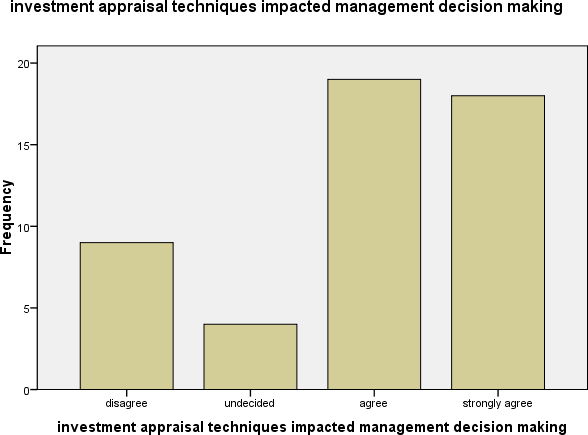 investment appraisal techniques impacted management decision making
20
15
10
5
0
Frequency
disagree undecided agree strongly agree
investment appraisal techniques impacted management decision making